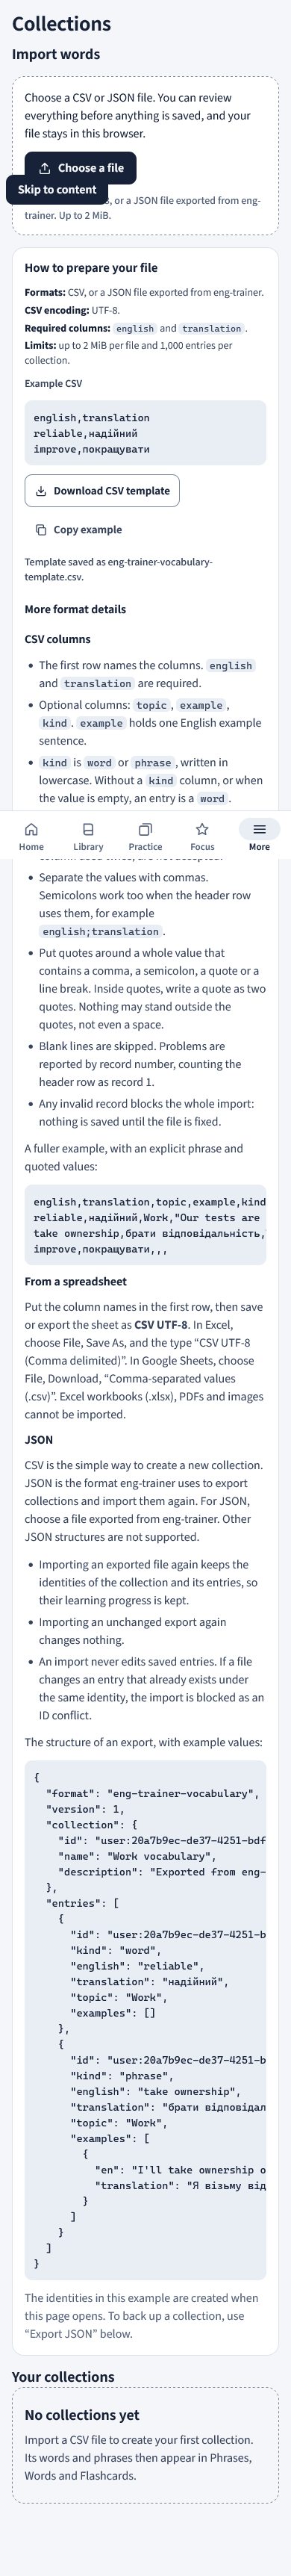 Collections
Import words
Choose a CSV or JSON file. You can review
everything before anything is saved, and your
file stays in this browser.
Choose a file
Skip to content
, or a JSON file exported from eng-
trainer. Up to 2 MiB.
How to prepare your file
Formats: CSV, or a JSON file exported from eng-trainer.
CSV encoding: UTF-8.
Required columns: english and translation .
Limits: up to 2 MiB per file and 1,000 entries per
collection.
Example CSV
english,translation
reliable,надійний
improve,покращувати
Download CSV template
Copy example
Template saved as eng-trainer-vocabulary-
template.csv.
More format details
CSV columns
• The first row names the columns. english
and translation are required.
• Optional columns: topic , example ,
kind . example holds one English example
sentence.
• kind is word or phrase , written in
lowercase. Without a kind column, or when
the value is empty, an entry is a word .
Home
Library
Practice
Focus
More
• Separate the values with commas.
Semicolons work too when the header row
uses them, for example
english;translation .
• Put quotes around a whole value that
contains a comma, a semicolon, a quote or a
line break. Inside quotes, write a quote as two
quotes. Nothing may stand outside the
quotes, not even a space.
• Blank lines are skipped. Problems are
reported by record number, counting the
header row as record 1.
• Any invalid record blocks the whole import:
nothing is saved until the file is fixed.
A fuller example, with an explicit phrase and
quoted values:
english,translation,topic,example,kind
reliable,надійний,Work,"Our tests are
take ownership,брати відповідальність,
improve,покращувати,,,
From a spreadsheet
Put the column names in the first row, then save
or export the sheet as CSV UTF-8. In Excel,
choose File, Save As, and the type “CSV UTF-8
(Comma delimited)”. In Google Sheets, choose
File, Download, “Comma-separated values
(.csv)”. Excel workbooks (.xlsx), PDFs and images
cannot be imported.
JSON
CSV is the simple way to create a new collection.
JSON is the format eng-trainer uses to export
collections and import them again. For JSON,
choose a file exported from eng-trainer. Other
JSON structures are not supported.
• Importing an exported file again keeps the
identities of the collection and its entries, so
their learning progress is kept.
• Importing an unchanged export again
changes nothing.
• An import never edits saved entries. If a file
changes an entry that already exists under
the same identity, the import is blocked as an
ID conflict.
The structure of an export, with example values:
{
"format": "eng-trainer-vocabulary",
"version": 1,
"collection": {
"id": "user:20a7b9ec-de37-4251-bdf
"name": "Work vocabulary",
"description": "Exported from eng-
},
"entries": [
{
"id": "user:20a7b9ec-de37-4251-b
"kind": "word",
"english": "reliable",
"translation": "надійний",
"topic": "Work",
"examples": []
},
{
"id": "user:20a7b9ec-de37-4251-b
"kind": "phrase",
"english": "take ownership",
"translation": "брати відповідал
"topic": "Work",
"examples": [
{
"en": "I'll take ownership o
"translation": "Я візьму від
}
]
}
]
}
The identities in this example are created when
this page opens. To back up a collection, use
“Export JSON” below.
Your collections
No collections yet
Import a CSV file to create your first collection.
Its words and phrases then appear in Phrases,
Words and Flashcards.